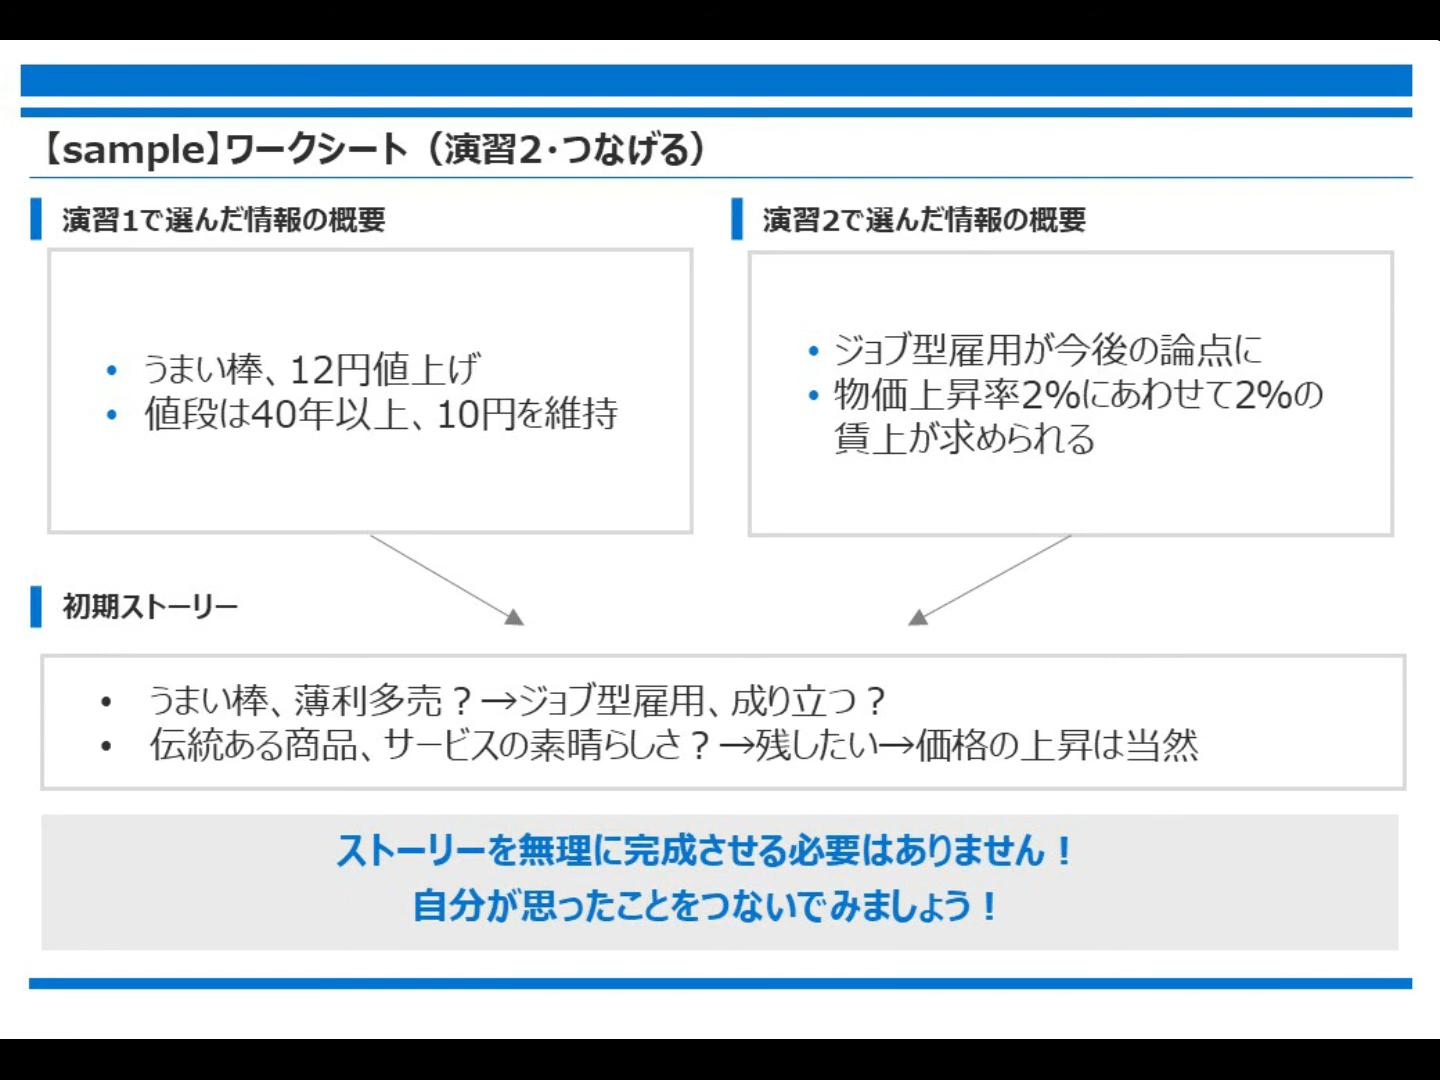 【sample】ワークシート（演習2・つなげる）
演習1で選んだ情報の概要
• うまい棒、12円値上げ
• 値段は40年以上、10円を維持
演習2で選んだ情報の概要
• ジョブ型雇用が今後の論点に
• 物価上昇率2%にあわせて2%の
賃上が求められる
初期ストーリー
• うまい棒、薄利多売？→ジョブ型雇用、成り立つ？
• 伝統ある商品、サービスの素晴らしさ？→残したい→価格の上昇は当然
ストーリーを無理に完成させる必要はありません！
自分が思ったことをつないでみましょう！